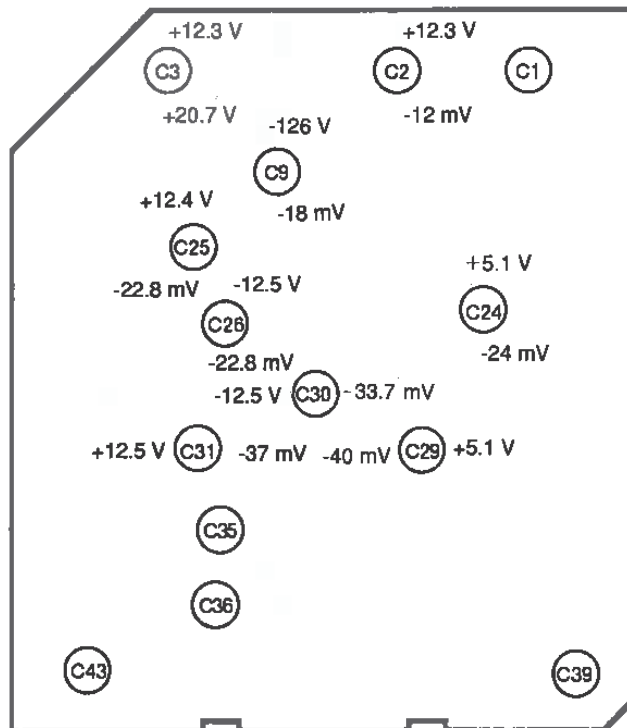 +12.3 V +12.3 V
C3 C2 C1
+20.7 V -12 mV
-126 V
C9
+12.4 V -18 mV
C25
+5.1 V
-22.8 mV -12.5 V
C26 C24
-22.8 mV -24 mV
-12.5 V C30 -33.7 mV
+12.5 V C31 -37 mV -40 mV C29 +5.1 V
C35
C36
C43 C39